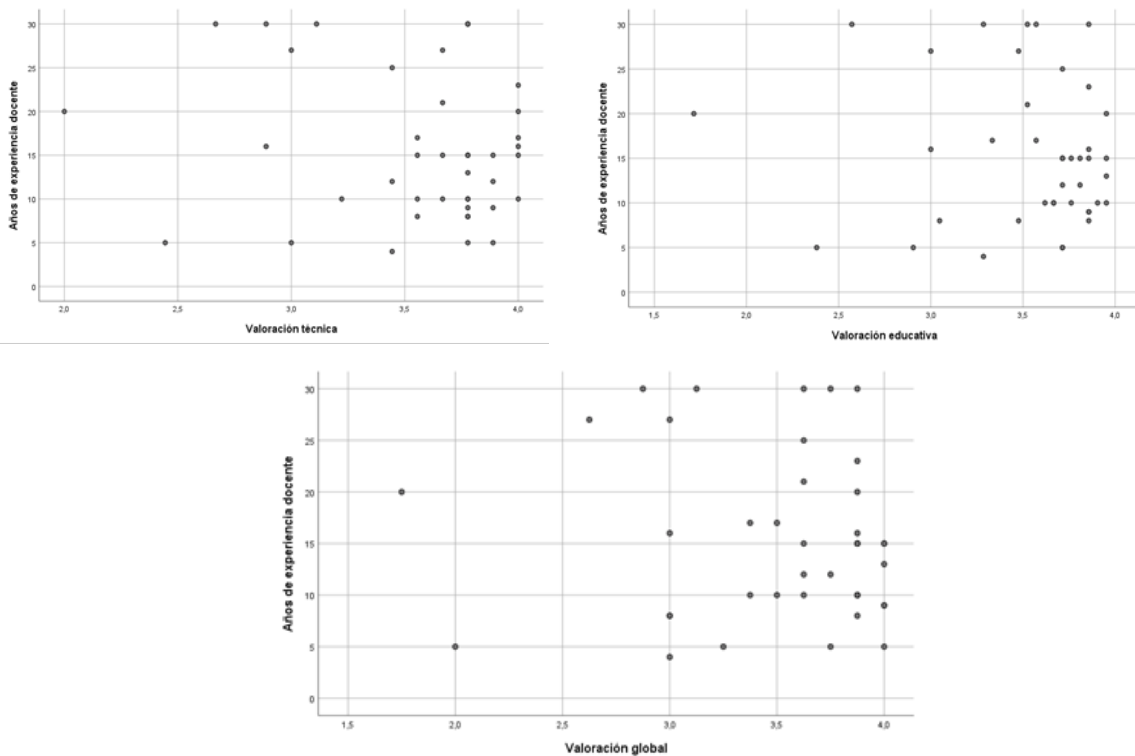 Años de experiencia docente
30
25
20
15
10
5
0
2,0 2,5 3,0 3,5 4,0
Valoración técnica
Años de experiencia docente
30
25
20
15
10
5
0
1,5 2,0 2,5 3,0 3,5 4,0
Valoración educativa
Años de experiencia docente
30
25
20
15
10
5
0
1,5 2,0 2,5 3,0 3,5 4,0
Valoración global